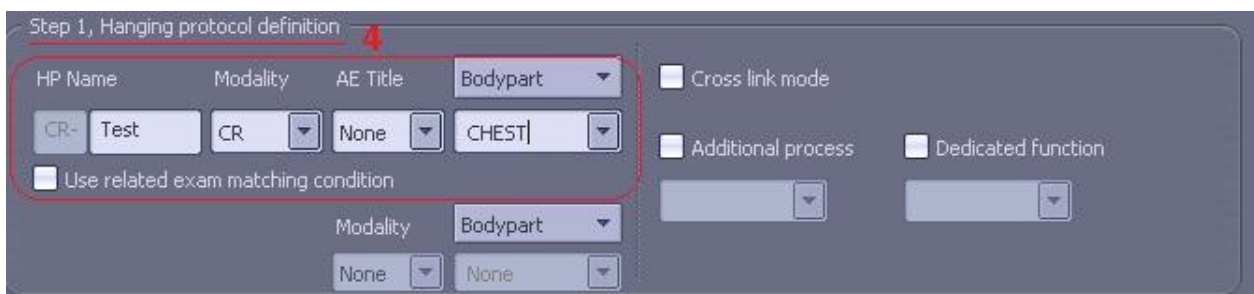 Step 1, Hanging protocol definition
4
HP Name Modality AE Title Bodypart Cross link mode
CR- Test CR None CHEST
Additional process Dedicated function
Use related exam matching condition
Modality Bodypart
None None